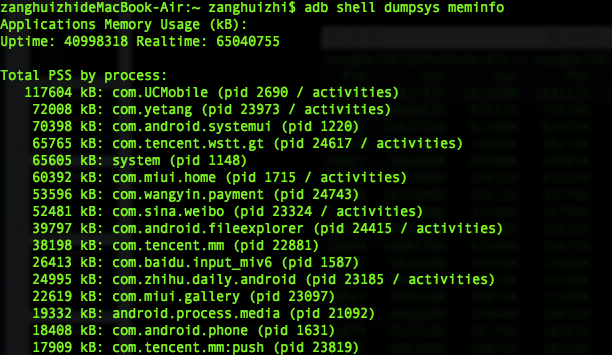 zanghuizhideMacBook-Air:~ zanghuizhi$ adb shell dumpsys meminfo
Applications Memory Usage (kB):
Uptime: 40998318 Realtime: 65040755
Total PSS by process:
117604 kB: com.UCMobile (pid 2690 / activities)
72008 kB: com.yetang (pid 23973 / activities)
70398 kB: com.android.systemui (pid 1220)
65765 kB: com.tencent.wstt.gt (pid 24617 / activities)
65605 kB: system (pid 1148)
60392 kB: com.miui.home (pid 1715 / activities)
53596 kB: com.wangyin.payment (pid 24743)
52481 kB: com.sina.weibo (pid 23324 / activities)
39797 kB: com.android.fileexplorer (pid 24415 / activities)
38198 kB: com.tencent.mm (pid 22881)
26413 kB: com.baidu.input_miv6 (pid 1587)
24995 kB: com.zhihu.daily.android (pid 23185 / activities)
22619 kB: com.miui.gallery (pid 23097)
19332 kB: android.process.media (pid 21092)
18408 kB: com.android.phone (pid 1631)
17909 kB: com.tencent.mm:push (pid 23819)